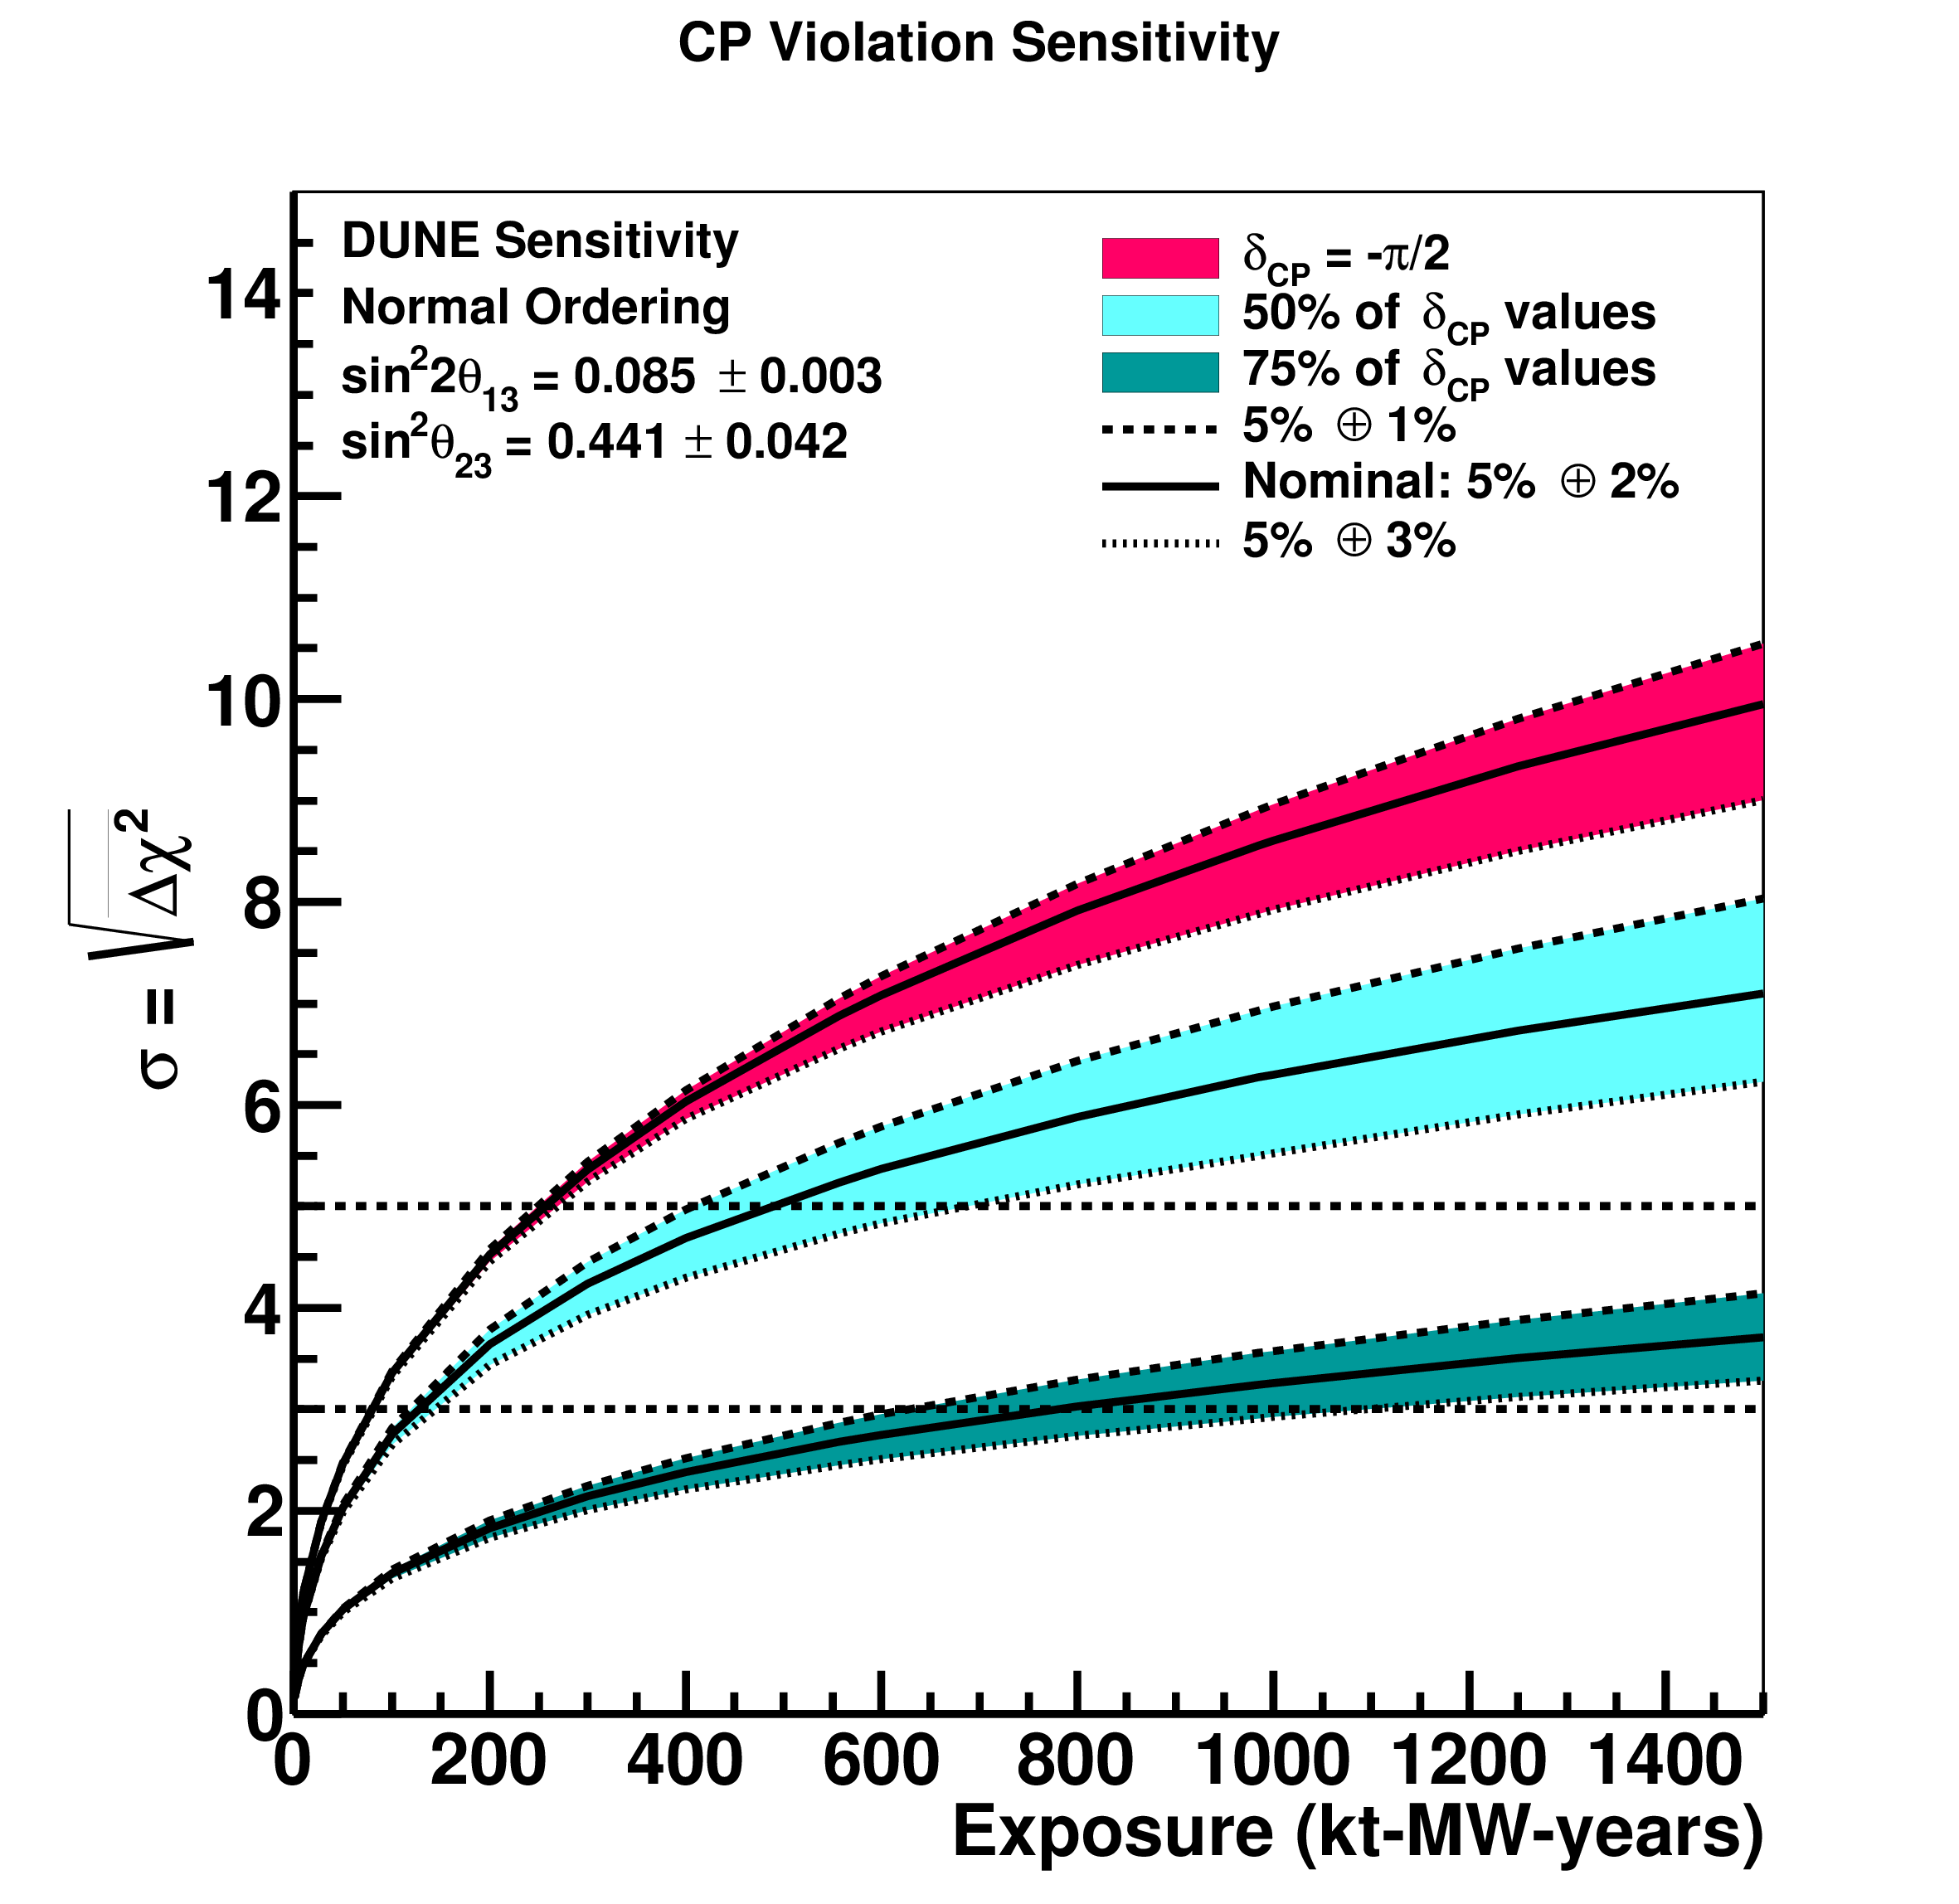 CP Violation Sensitivity
DUNE Sensitivity
Normal Ordering
sin²2θ₁₃ = 0.085 ± 0.003
sin²θ₂₃ = 0.441 ± 0.042
δCP = -π/2
50% of δCP values
75% of δCP values
5% ⊕ 1%
Nominal: 5% ⊕ 2%
5% ⊕ 3%
σ = √Δχ²
14
12
10
8
6
4
2
0
0 200 400 600 800 1000 1200 1400
Exposure (kt-MW-years)